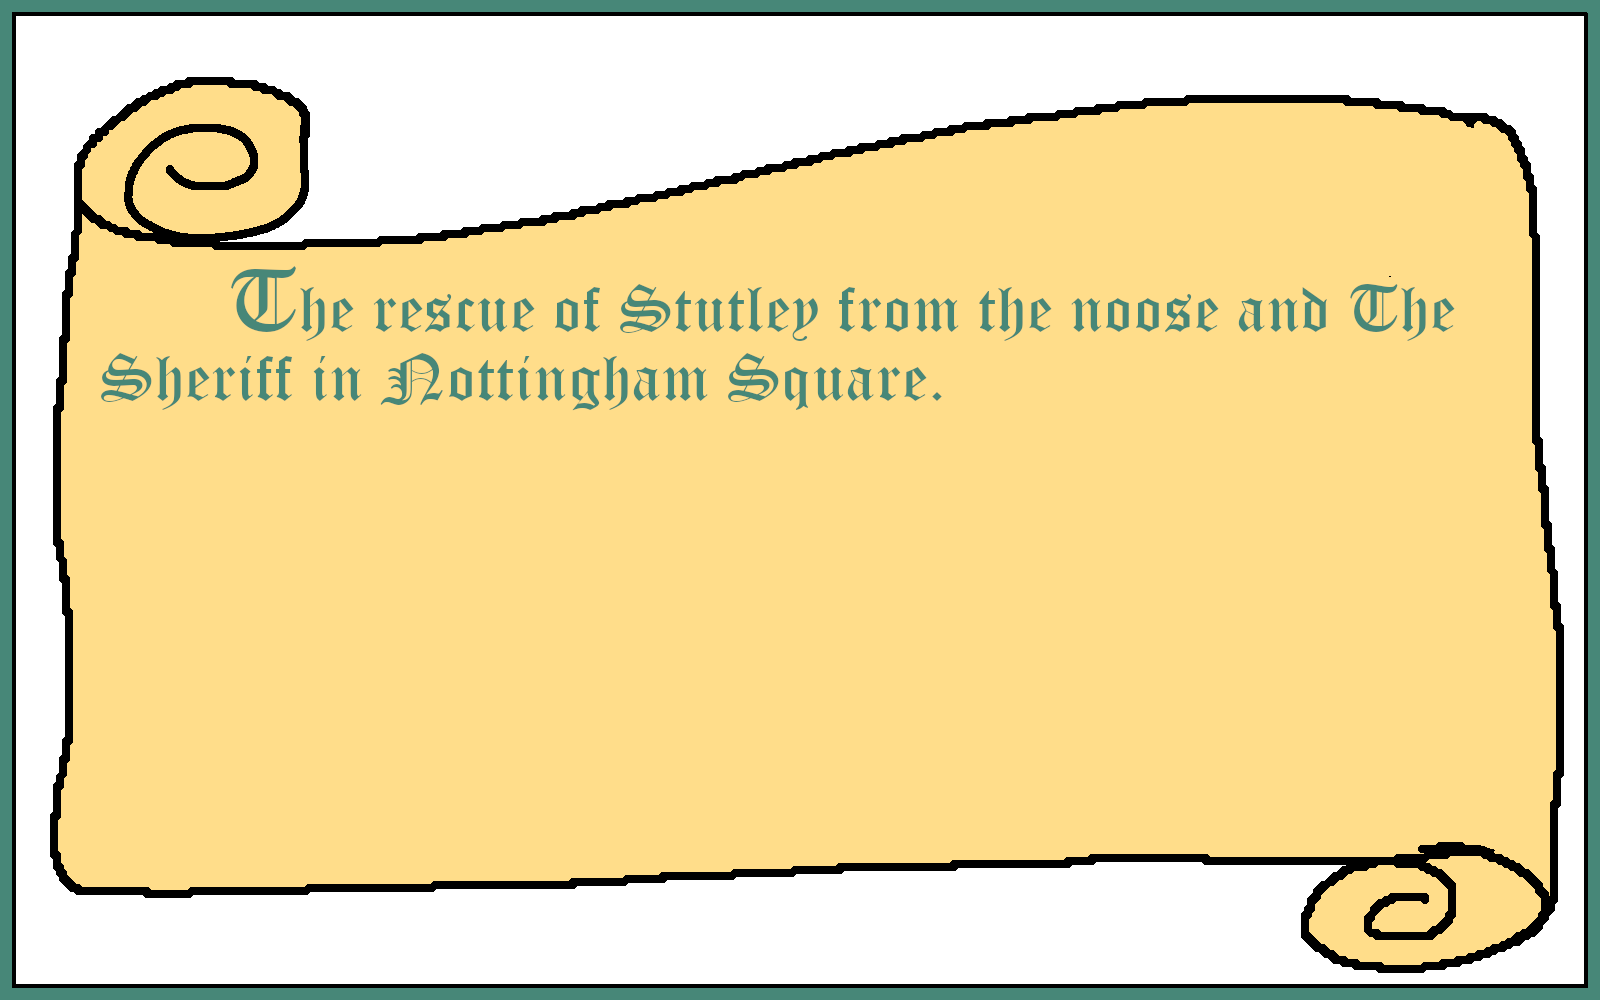 The rescue of Stutley from the noose and The
Sheriff in Nottingham Square.